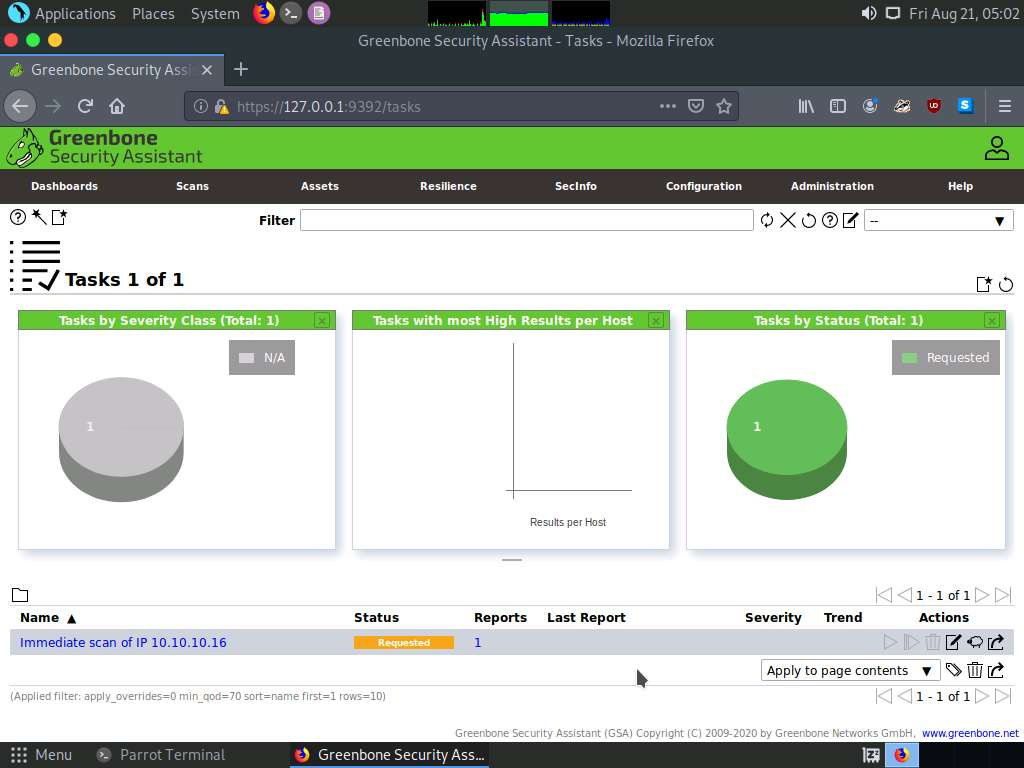 Applications Places System Fri Aug 21, 05:02
Greenbone Security Assistant - Tasks - Mozilla Firefox
Greenbone Security Assis
https://127.0.0.1:9392/tasks
Greenbone
Security Assistant
Dashboards Scans Assets Resilience SecInfo Configuration Administration Help
Filter --
Tasks 1 of 1
Tasks by Severity Class (Total: 1) Tasks with most High Results per Host Tasks by Status (Total: 1)
N/A Requested
1 1
Results per Host
1 - 1 of 1
Name ▲ Status Reports Last Report Severity Trend Actions
Immediate scan of IP 10.10.10.16 Requested 1
Apply to page contents ▼
(Applied filter: apply_overrides=0 min_qod=70 sort=name first=1 rows=10) 1 - 1 of 1
Greenbone Security Assistant (GSA) Copyright (C) 2009-2020 by Greenbone Networks GmbH, www.greenbone.net
Menu Parrot Terminal Greenbone Security Ass...